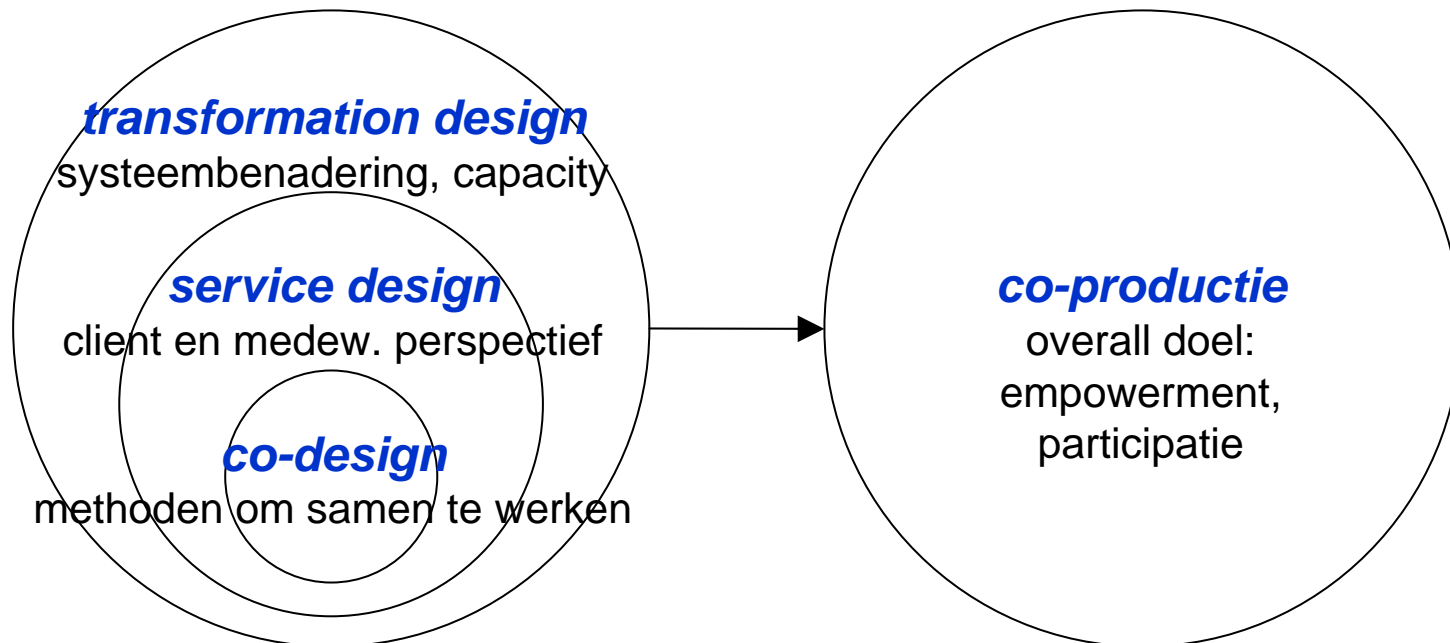 transformation design
systeembenadering, capacity
service design
client en medew. perspectief
co-design
methoden om samen te werken
co-productie
overall doel:
empowerment,
participatie